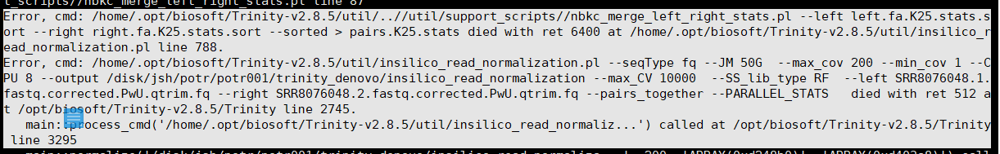 t_scripts//nbkc_merge_left_right_stats.pl line 87
Error, cmd: /home/.opt/biosoft/Trinity-v2.8.5/util/..//util/support_scripts//nbkc_merge_left_right_stats.pl --left left.fa.K25.stats.s
ort --right right.fa.K25.stats.sort --sorted > pairs.K25.stats died with ret 6400 at /home/.opt/biosoft/Trinity-v2.8.5/util/insilico_r
ead_normalization.pl line 788.
Error, cmd: /home/.opt/biosoft/Trinity-v2.8.5/util/insilico_read_normalization.pl --seqType fq --JM 50G  --max_cov 200 --min_cov 1 --C
PU 8 --output /disk/jsh/potr/potr001/trinity_denovo/insilico_read_normalization --max_CV 10000  --SS_lib_type RF  --left SRR8076048.1.
fastq.corrected.PwU.qtrim.fq --right SRR8076048.2.fastq.corrected.PwU.qtrim.fq --pairs_together --PARALLEL_STATS   died with ret 512 a
t /opt/biosoft/Trinity-v2.8.5/Trinity line 2745.
main::process_cmd('/home/.opt/biosoft/Trinity-v2.8.5/util/insilico_read_normaliz...') called at /opt/biosoft/Trinity-v2.8.5/Trinity
line 3295